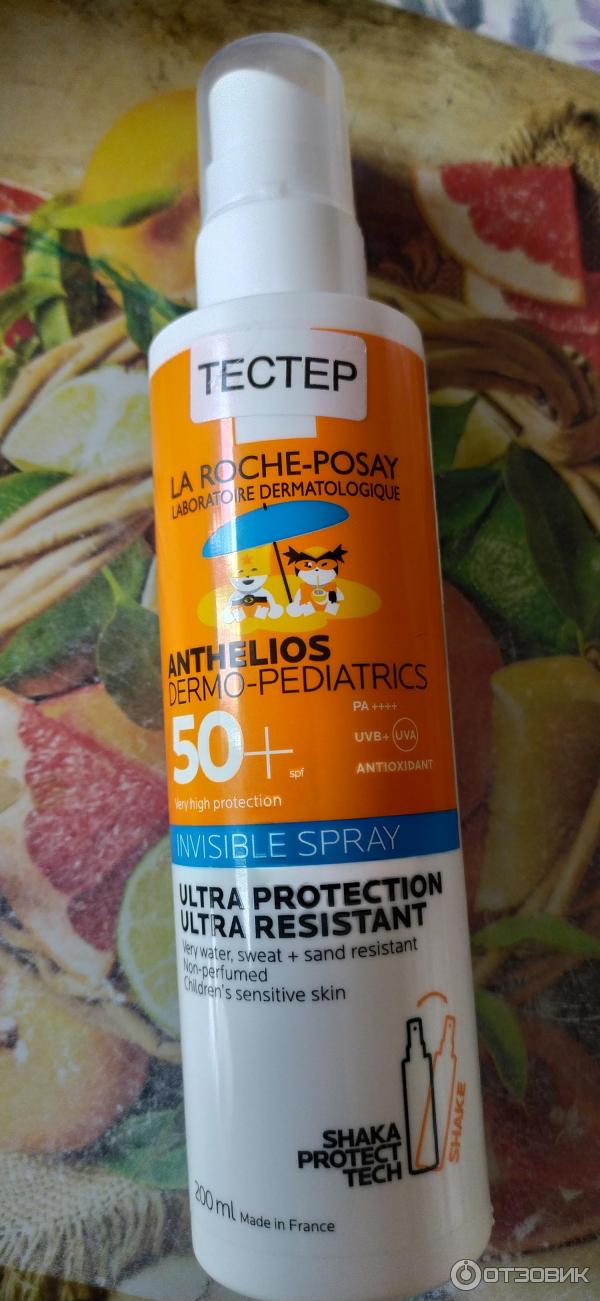 ТЕСТЕР
LA ROCHE-POSAY
LABORATOIRE DERMATOLOGIQUE
ANTHELIOS
DERMO-PEDIATRICS
50+
spf
PA ++++
UVB+ UVA
ANTIOXIDANT
Very high protection
INVISIBLE SPRAY
ULTRA PROTECTION
ULTRA RESISTANT
Very water, sweat + sand resistant
Non-perfumed
Children's sensitive skin
SHAKA
PROTECT
TECH
SHAKE
200 ml Made in France
ОТЗОВИК